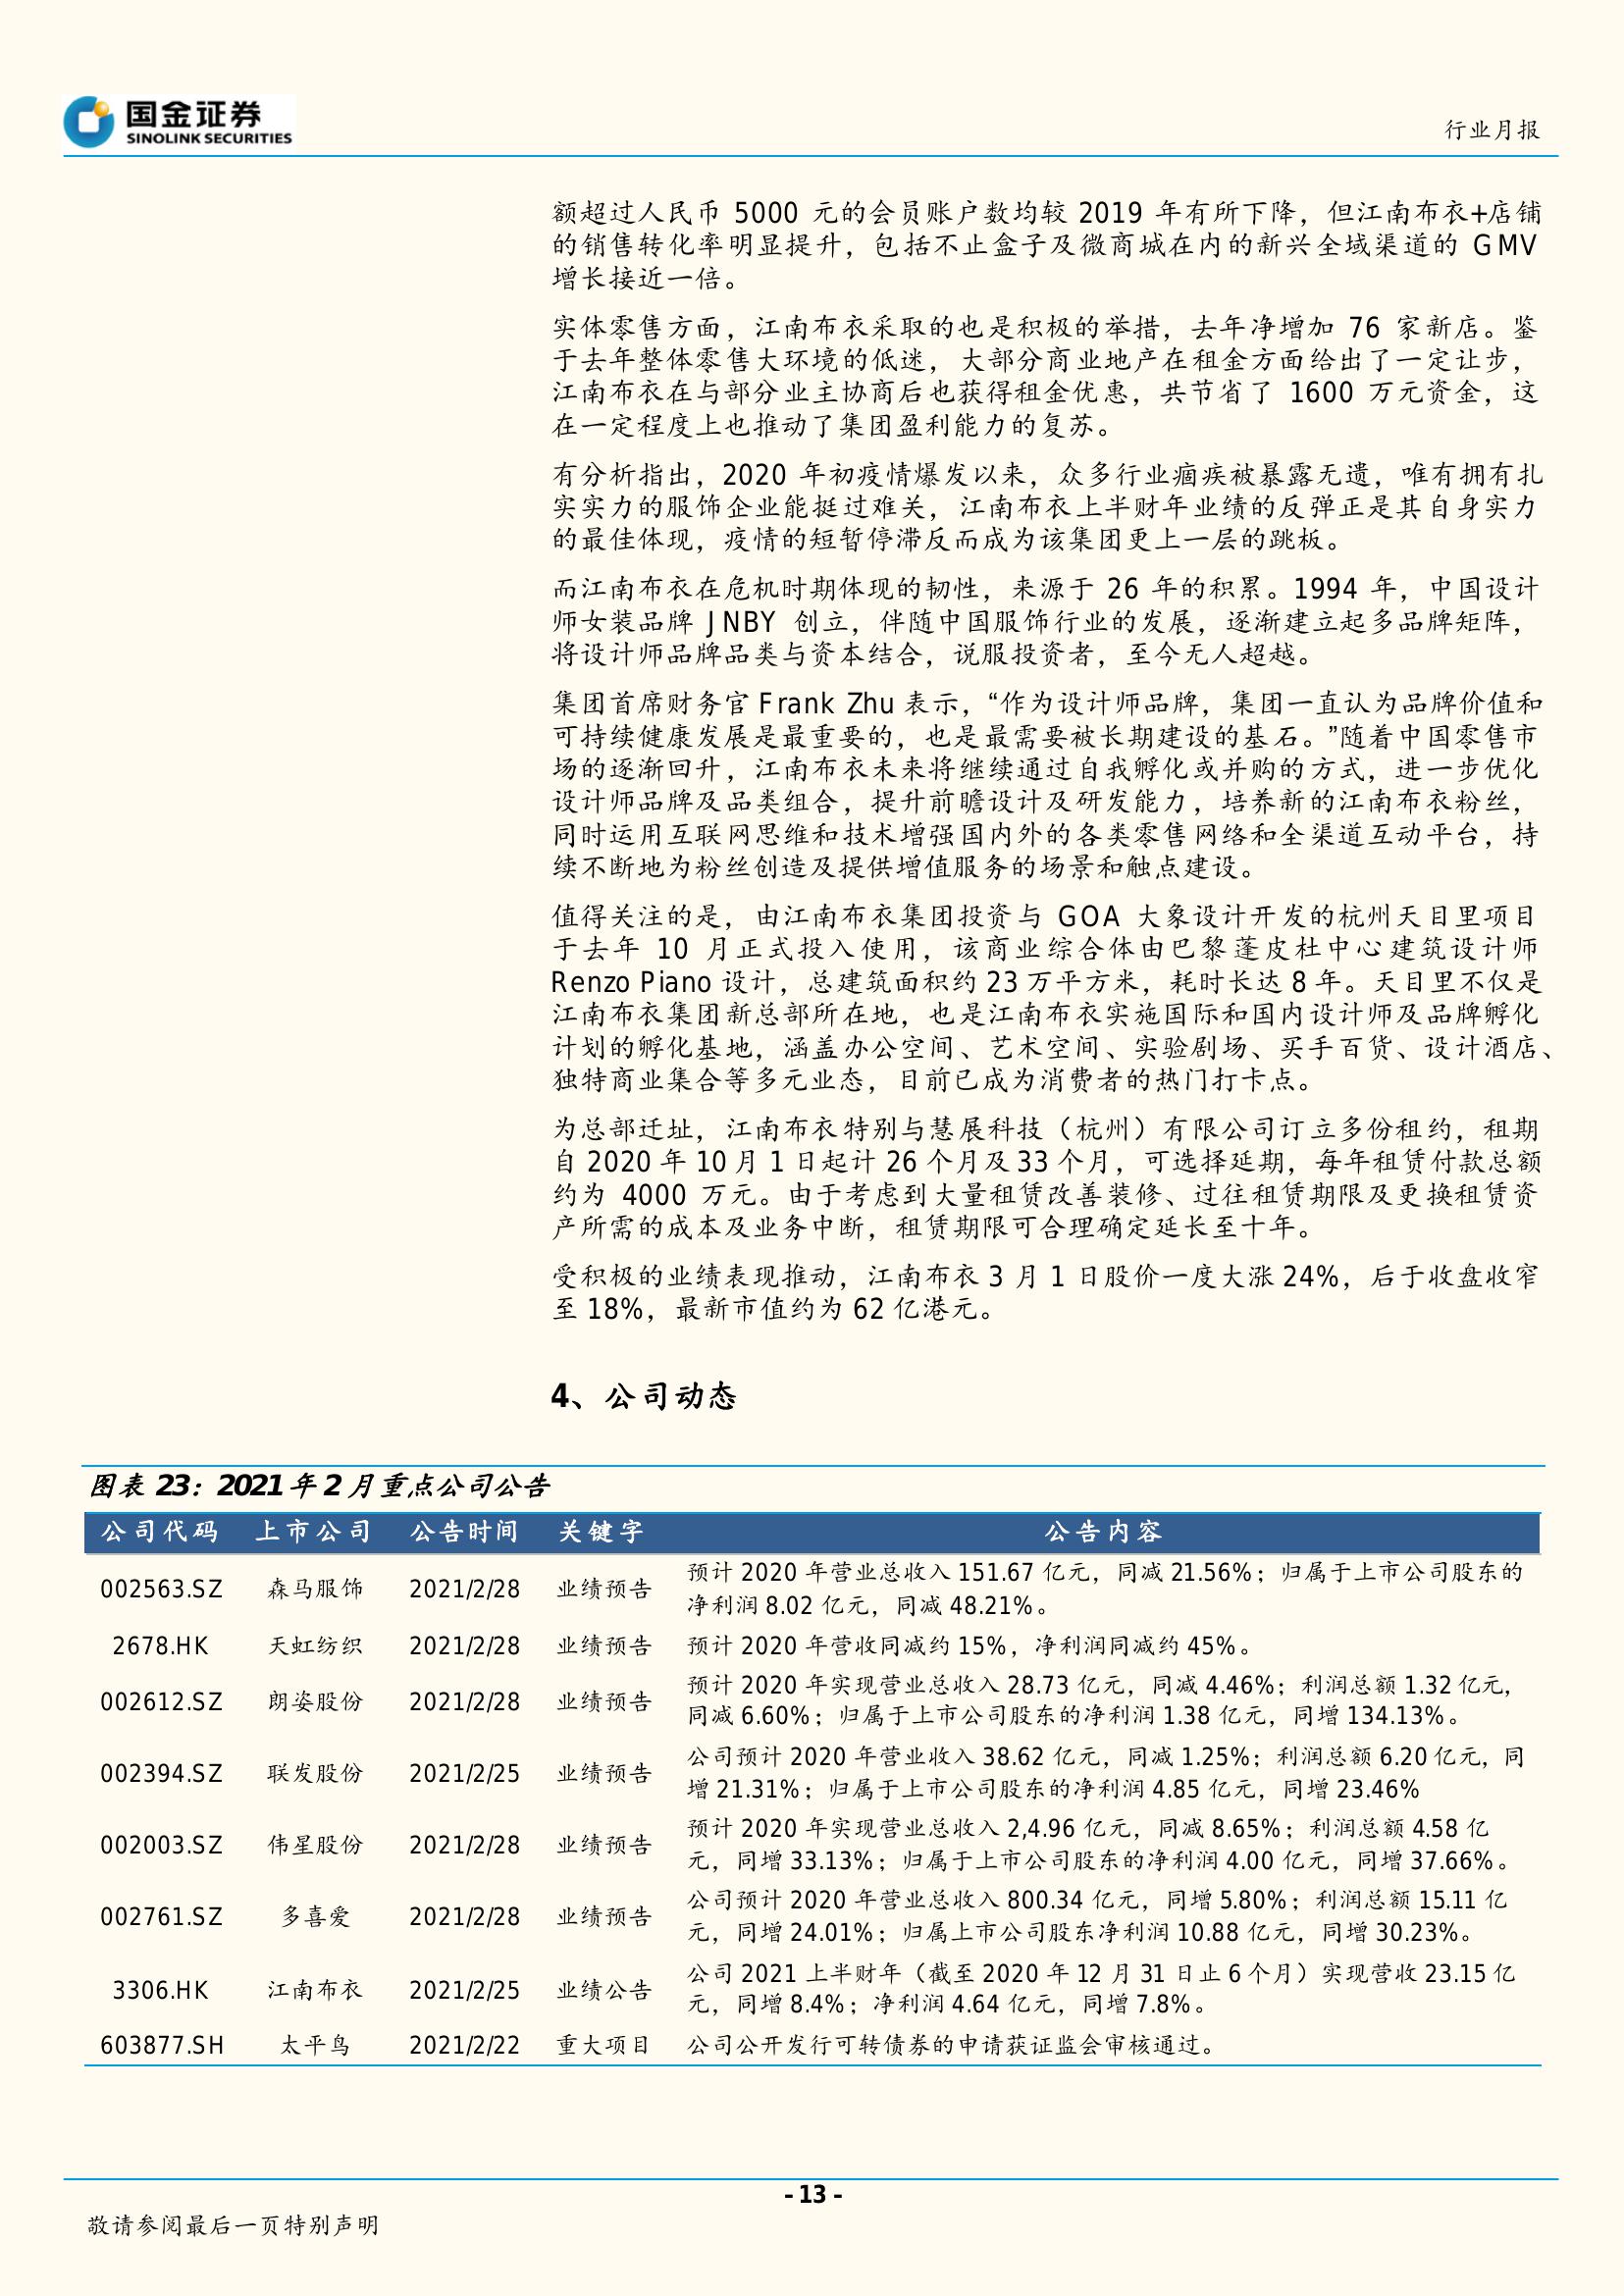 国金证券
SINOLINK SECURITIES
行业月报
额超过人民币 5000 元的会员账户数均较 2019 年有所下降，但江南布衣+店铺
的销售转化率明显提升，包括不止盒子及微商城在内的新兴全域渠道的 GMV
增长接近一倍。
实体零售方面，江南布衣采取的也是积极的举措，去年净增加 76 家新店。鉴
于去年整体零售大环境的低迷，大部分商业地产在租金方面给出了一定让步，
江南布衣在与部分业主协商后也获得租金优惠，共节省了 1600 万元资金，这
在一定程度上也推动了集团盈利能力的复苏。
有分析指出，2020 年初疫情爆发以来，众多行业痼疾被暴露无遗，唯有拥有扎
实实力的服饰企业能挺过难关，江南布衣上半财年业绩的反弹正是其自身实力
的最佳体现，疫情的短暂停滞反而成为该集团更上一层的跳板。
而江南布衣在危机时期体现的韧性，来源于 26 年的积累。1994 年，中国设计
师女装品牌 JNBY 创立，伴随中国服饰行业的发展，逐渐建立起多品牌矩阵，
将设计师品牌品类与资本结合，说服投资者，至今无人超越。
集团首席财务官 Frank Zhu 表示，“作为设计师品牌，集团一直认为品牌价值和
可持续健康发展是最重要的，也是最需要被长期建设的基石。”随着中国零售市
场的逐渐回升，江南布衣未来将继续通过自我孵化或并购的方式，进一步优化
设计师品牌及品类组合，提升前瞻设计及研发能力，培养新的江南布衣粉丝，
同时运用互联网思维和技术增强国内外的各类零售网络和全渠道互动平台，持
续不断地为粉丝创造及提供增值服务的场景和触点建设。
值得关注的是，由江南布衣集团投资与 GOA 大象设计开发的杭州天目里项目
于去年 10 月正式投入使用，该商业综合体由巴黎蓬皮杜中心建筑设计师
Renzo Piano 设计，总建筑面积约 23 万平方米，耗时长达 8 年。天目里不仅是
江南布衣集团新总部所在地，也是江南布衣实施国际和国内设计师及品牌孵化
计划的孵化基地，涵盖办公空间、艺术空间、实验剧场、买手百货、设计酒店、
独特商业集合等多元业态，目前已成为消费者的热门打卡点。
为总部迁址，江南布衣特别与慧展科技（杭州）有限公司订立多份租约，租期
自 2020 年 10 月 1 日起计 26 个月及 33 个月，可选择延期，每年租赁付款总额
约为 4000 万元。由于考虑到大量租赁改善装修、过往租赁期限及更换租赁资
产所需的成本及业务中断，租赁期限可合理确定延长至十年。
受积极的业绩表现推动，江南布衣 3 月 1 日股价一度大涨 24%，后于收盘收窄
至 18%，最新市值约为 62 亿港元。
4、公司动态
图表 23：2021 年 2 月重点公司公告
公司代码 上市公司 公告时间 关键字 公告内容
002563.SZ 森马服饰 2021/2/28 业绩预告 预计 2020 年营业总收入 151.67 亿元，同减 21.56%；归属于上市公司股东的
净利润 8.02 亿元，同减 48.21%。
2678.HK 天虹纺织 2021/2/28 业绩预告 预计 2020 年营收同减约 15%，净利润同减约 45%。
002612.SZ 朗姿股份 2021/2/28 业绩预告 预计 2020 年实现营业总收入 28.73 亿元，同减 4.46%；利润总额 1.32 亿元，
同减 6.60%；归属于上市公司股东的净利润 1.38 亿元，同增 134.13%。
002394.SZ 联发股份 2021/2/25 业绩预告 公司预计 2020 年营业收入 38.62 亿元，同减 1.25%；利润总额 6.20 亿元，同
增 21.31%；归属于上市公司股东的净利润 4.85 亿元，同增 23.46%
002003.SZ 伟星股份 2021/2/28 业绩预告 预计 2020 年实现营业总收入 2,4.96 亿元，同减 8.65%；利润总额 4.58 亿
元，同增 33.13%；归属于上市公司股东的净利润 4.00 亿元，同增 37.66%。
002761.SZ 多喜爱 2021/2/28 业绩预告 公司预计 2020 年营业总收入 800.34 亿元，同增 5.80%；利润总额 15.11 亿
元，同增 24.01%；归属上市公司股东净利润 10.88 亿元，同增 30.23%。
3306.HK 江南布衣 2021/2/25 业绩公告 公司 2021 上半财年（截至 2020 年 12 月 31 日止 6 个月）实现营收 23.15 亿
元，同增 8.4%；净利润 4.64 亿元，同增 7.8%。
603877.SH 太平鸟 2021/2/22 重大项目 公司公开发行可转债券的申请获证监会审核通过。
- 13 -
敬请参阅最后一页特别声明